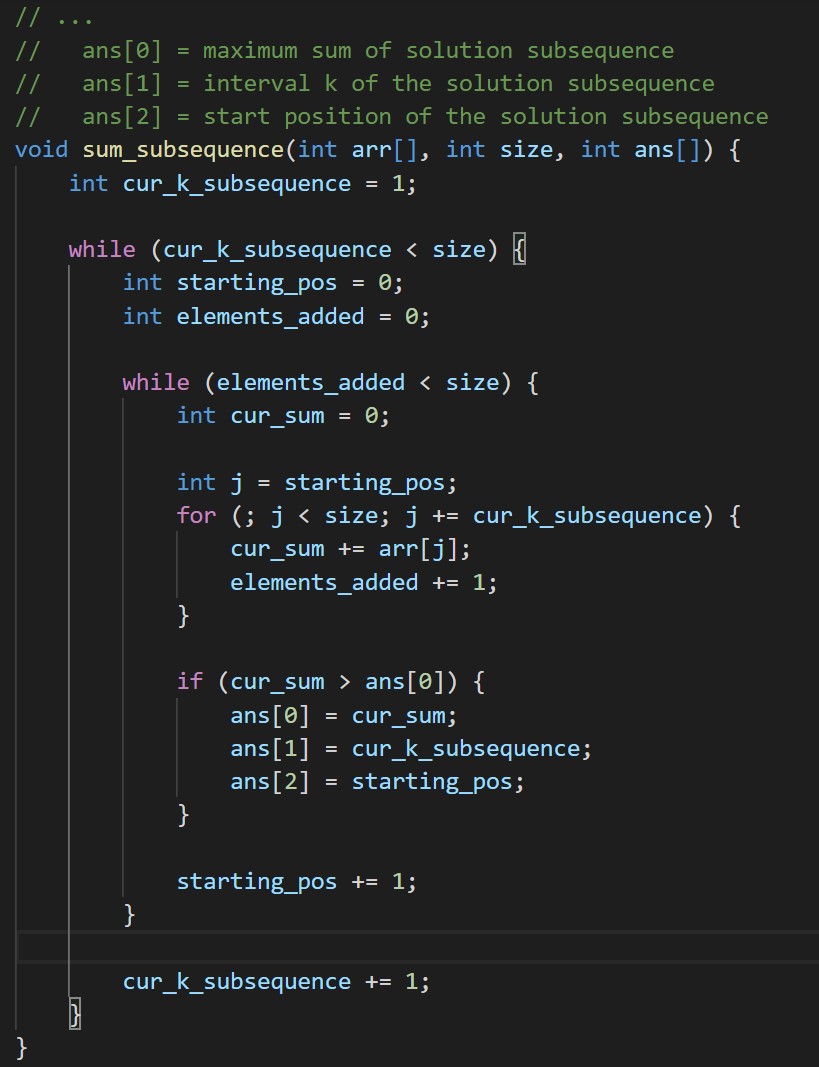 // ...
//   ans[0] = maximum sum of solution subsequence
//   ans[1] = interval k of the solution subsequence
//   ans[2] = start position of the solution subsequence
void sum_subsequence(int arr[], int size, int ans[]) {
    int cur_k_subsequence = 1;

    while (cur_k_subsequence < size) {
        int starting_pos = 0;
        int elements_added = 0;

        while (elements_added < size) {
            int cur_sum = 0;

            int j = starting_pos;
            for (; j < size; j += cur_k_subsequence) {
                cur_sum += arr[j];
                elements_added += 1;
            }

            if (cur_sum > ans[0]) {
                ans[0] = cur_sum;
                ans[1] = cur_k_subsequence;
                ans[2] = starting_pos;
            }

            starting_pos += 1;
        }

        cur_k_subsequence += 1;
    }
}